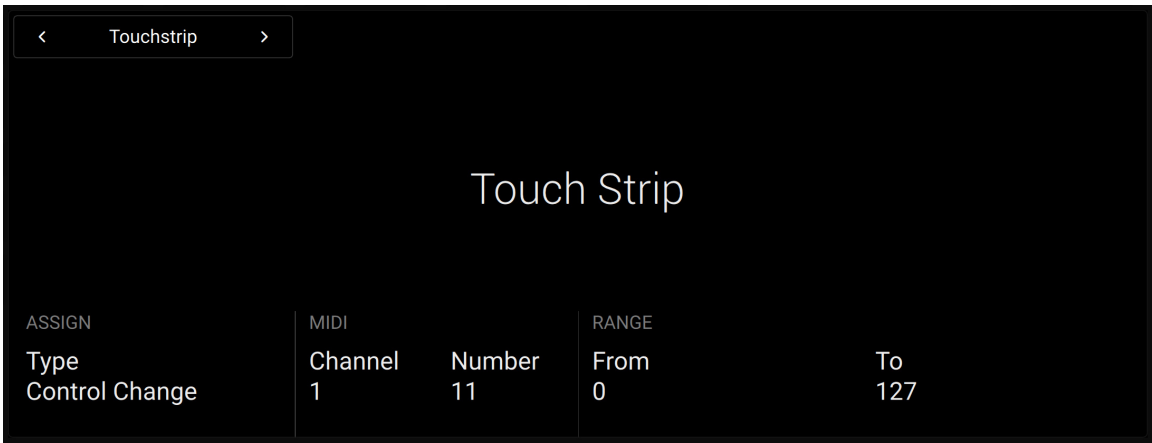 Touchstrip
Touch Strip
ASSIGN MIDI RANGE
Type Channel Number From To
Control Change 1 11 0 127